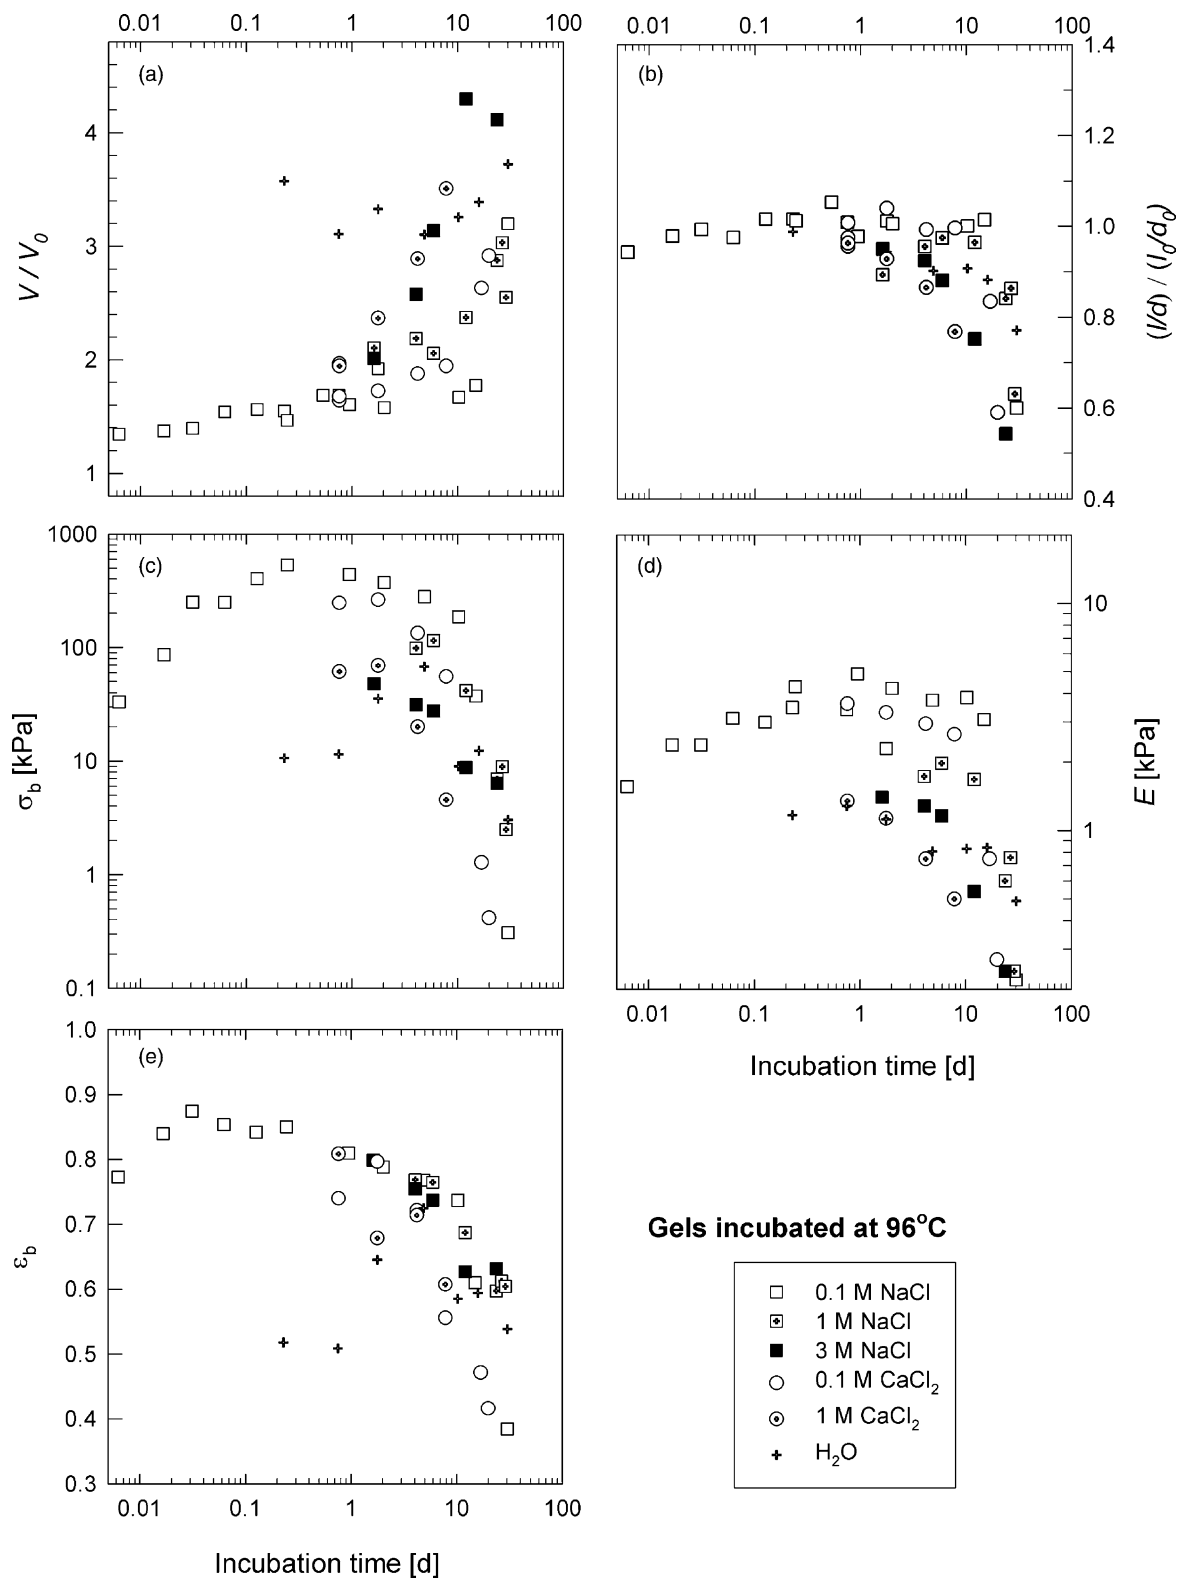 0.01 0.1 1 10 100
0.01 0.1 1 10 100
(a)
4
3
2
1
V / V0
(b)
1.4
1.2
1.0
0.8
0.6
0.4
(l/d) / (l0/d0)
(c)
1000
100
10
1
0.1
σb [kPa]
(d)
10
1
E [kPa]
0.01 0.1 1 10 100
Incubation time [d]
(e)
1.0
0.9
0.8
0.7
0.6
0.5
0.4
0.3
εb
0.01 0.1 1 10 100
Incubation time [d]
Gels incubated at 96°C
0.1 M NaCl
1 M NaCl
3 M NaCl
0.1 M CaCl2
1 M CaCl2
H2O